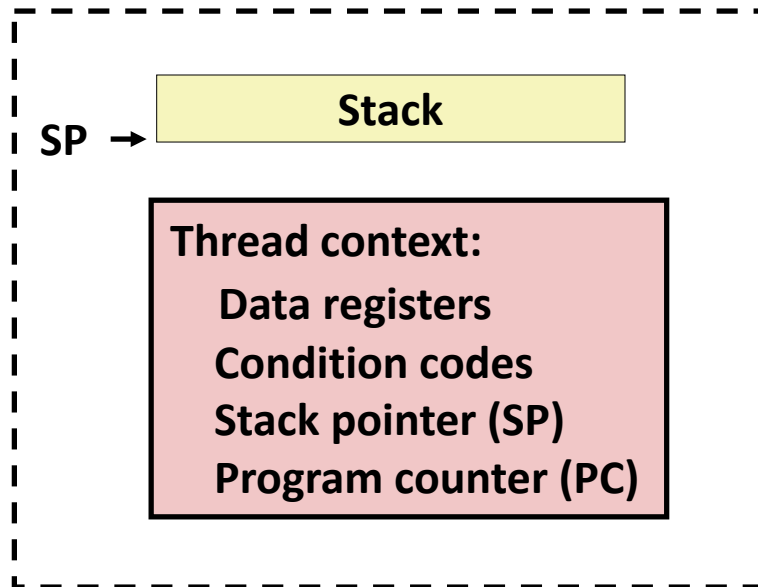 Stack
SP
Thread context:
Data registers
Condition codes
Stack pointer (SP)
Program counter (PC)